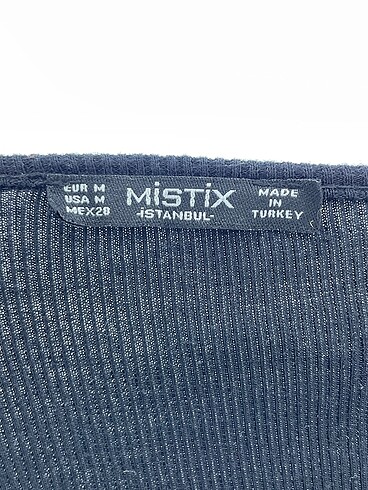 EUR M
USA M
MEX28
MiSTiX
-iSTANBUL-
MADE
IN
TURKEY